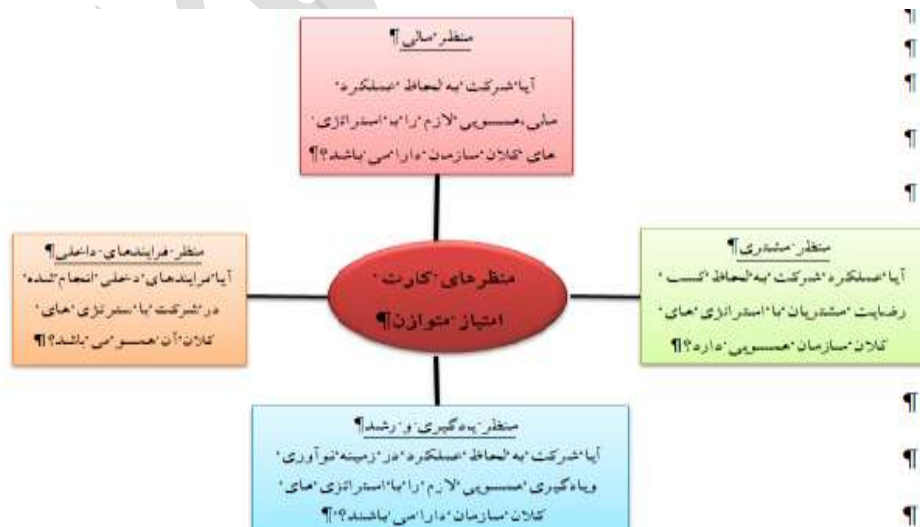 منظر مالی¶
آیا شرکت به لحاظ عملکرد
مالی، همسویی لازم را با استراتژی
های کلان سازمان دارا می باشد؟¶
منظر مشتری¶
آیا عملکرد شرکت به لحاظ کسب
رضایت مشتریان با استراتژی های
کلان سازمان همسویی دارد؟¶
منظرهای کارت
امتیاز متوازن¶
منظر فرایندهای داخلی¶
آیا فرایندهای دخلی انجام شده
در شرکت با سترتژی های
کلان آن همسو می باشد؟¶
منظر یادگیری و رشد¶
آیا شرکت به لحاظ عملکرد در زمینه نوآوری
ویادگیری همسویی لازم را با استراتژی های
کلان سازمان دارا می باشند؟¶